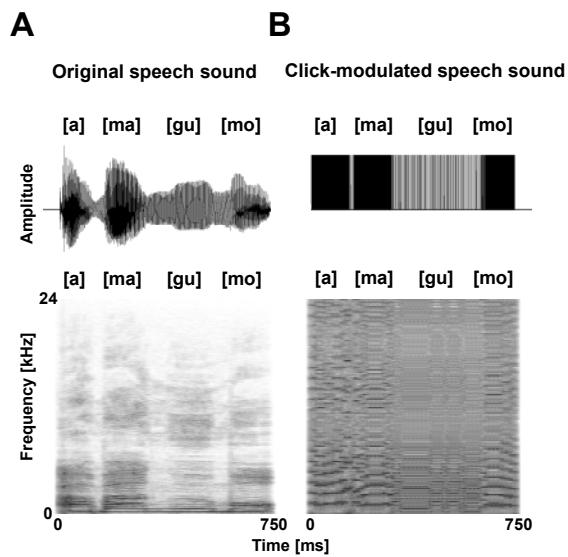 A
B
Original speech sound
Click-modulated speech sound
[a] [ma] [gu] [mo]
[a] [ma] [gu] [mo]
Amplitude
[a] [ma] [gu] [mo]
[a] [ma] [gu] [mo]
24
Frequency [kHz]
0
0
750
0
750
Time [ms]